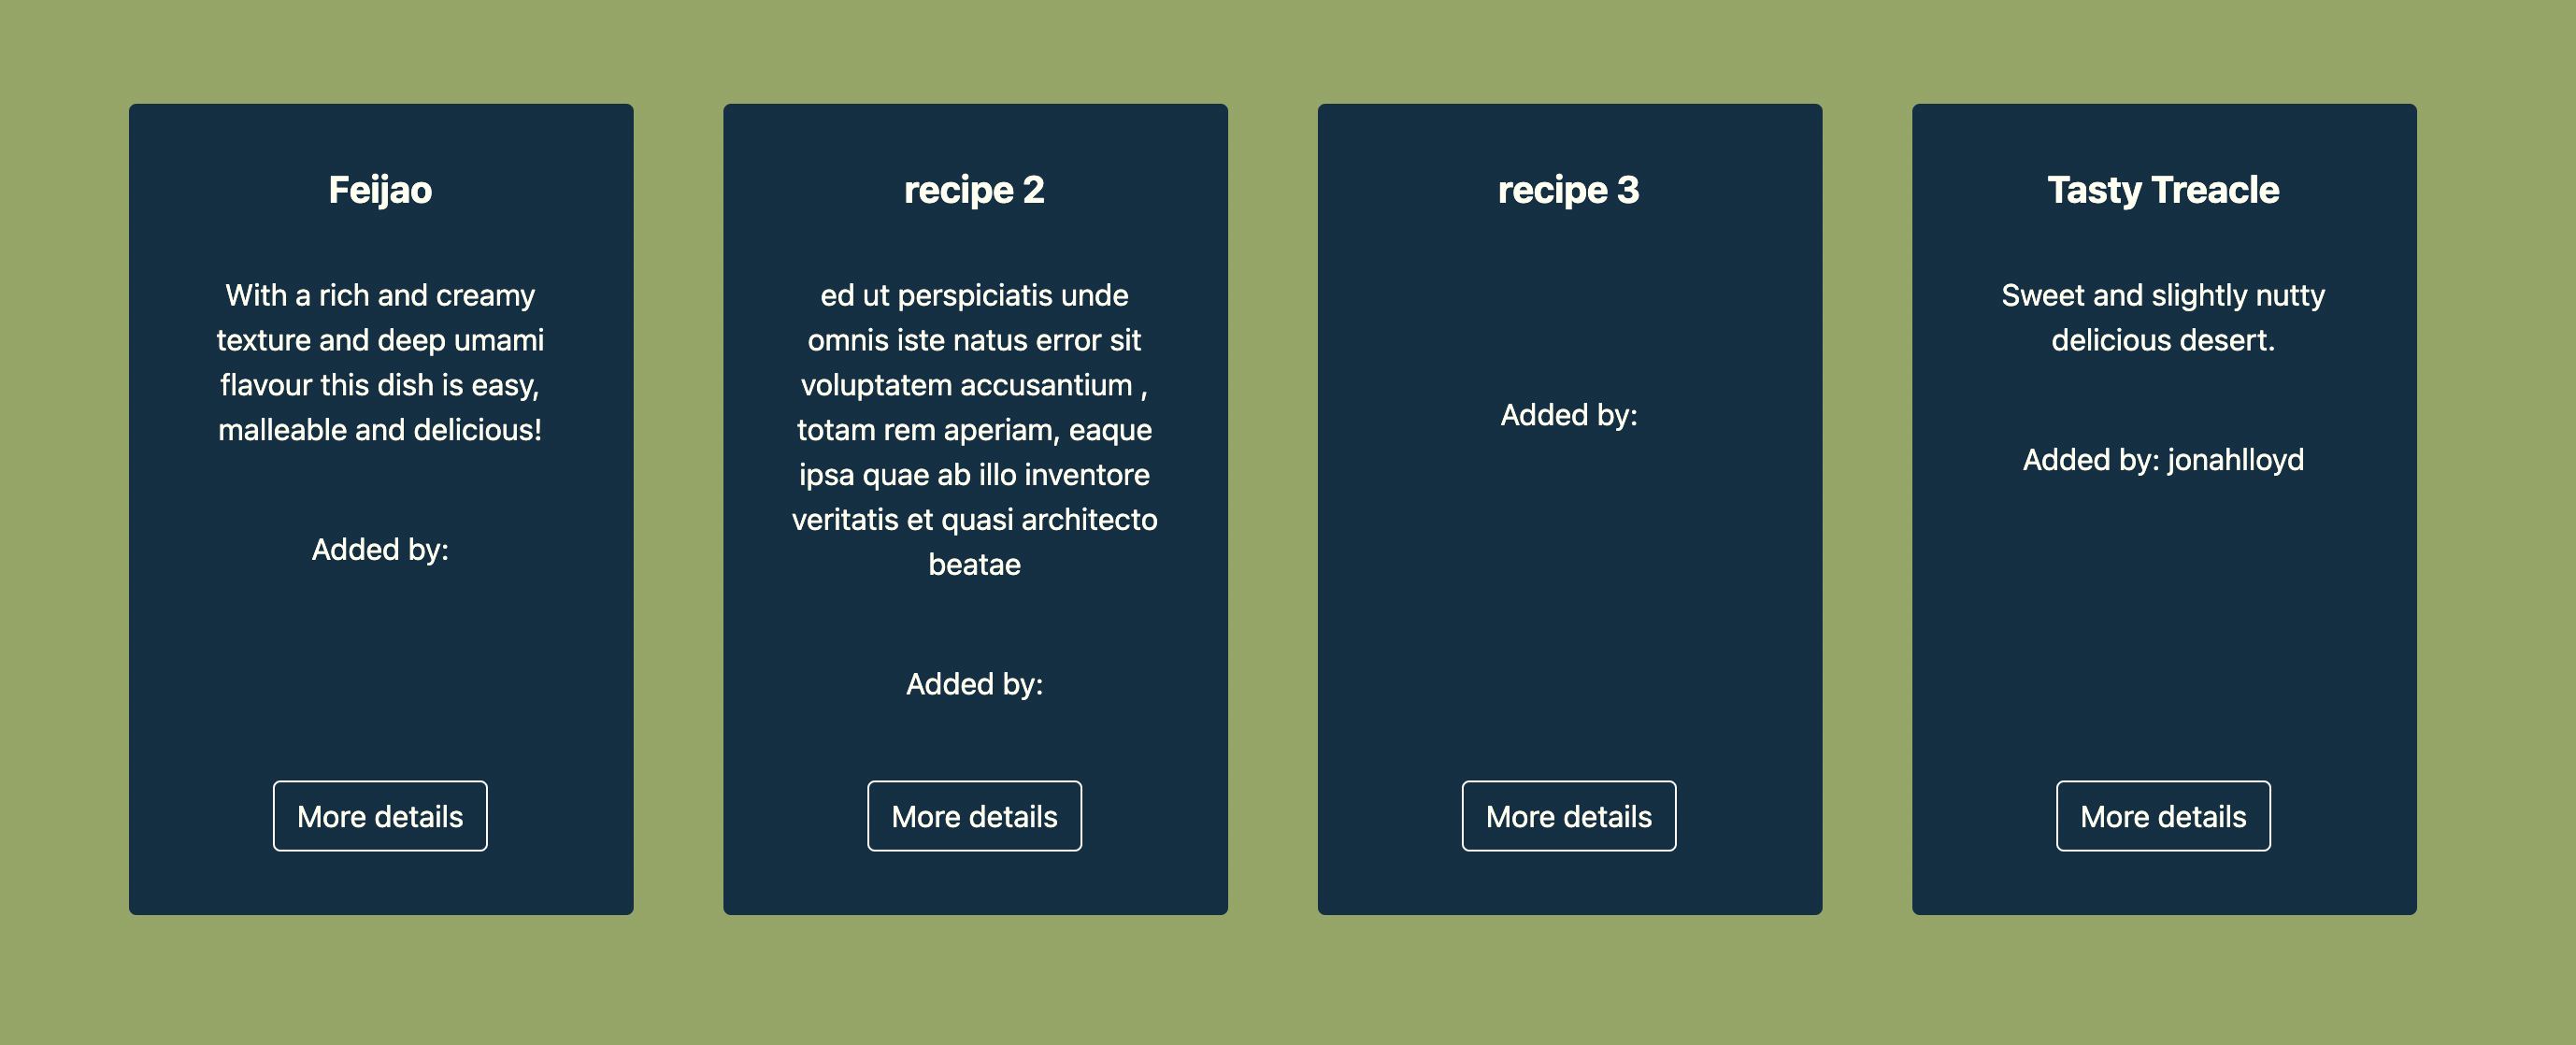 Feijao
With a rich and creamy
texture and deep umami
flavour this dish is easy,
malleable and delicious!
Added by:
More details
recipe 2
ed ut perspiciatis unde
omnis iste natus error sit
voluptatem accusantium ,
totam rem aperiam, eaque
ipsa quae ab illo inventore
veritatis et quasi architecto
beatae
Added by:
More details
recipe 3
Added by:
More details
Tasty Treacle
Sweet and slightly nutty
delicious desert.
Added by: jonahlloyd
More details